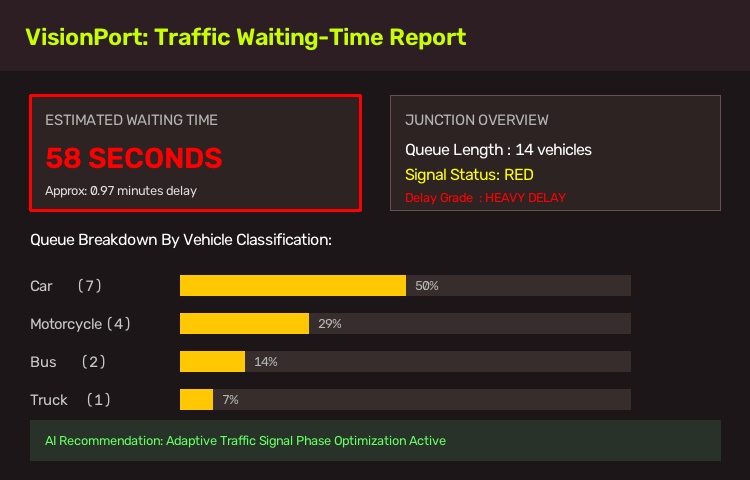 VisionPort: Traffic Waiting-Time Report
ESTIMATED WAITING TIME
58 SECONDS
Approx: 0.97 minutes delay
JUNCTION OVERVIEW
Queue Length : 14 vehicles
Signal Status: RED
Delay Grade : HEAVY DELAY
Queue Breakdown By Vehicle Classification:
Car (7) 50%
Motorcycle (4) 29%
Bus (2) 14%
Truck (1) 7%
AI Recommendation: Adaptive Traffic Signal Phase Optimization Active